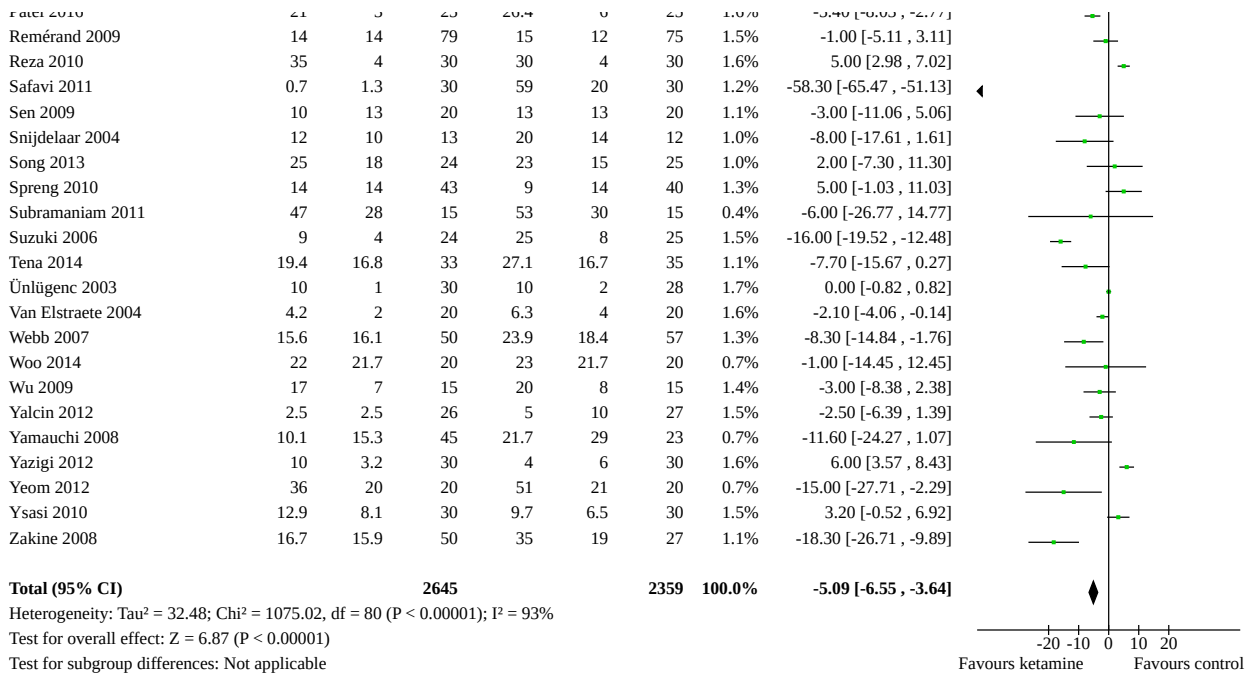 Patel 2016 21 3 25 26.4 6 25 1.6% -5.40 [-8.03 , -2.77]
Remérand 2009 14 14 79 15 12 75 1.5% -1.00 [-5.11 , 3.11]
Reza 2010 35 4 30 30 4 30 1.6% 5.00 [2.98 , 7.02]
Safavi 2011 0.7 1.3 30 59 20 30 1.2% -58.30 [-65.47 , -51.13]
Sen 2009 10 13 20 13 13 20 1.1% -3.00 [-11.06 , 5.06]
Snijdelaar 2004 12 10 13 20 14 12 1.0% -8.00 [-17.61 , 1.61]
Song 2013 25 18 24 23 15 25 1.0% 2.00 [-7.30 , 11.30]
Spreng 2010 14 14 43 9 14 40 1.3% 5.00 [-1.03 , 11.03]
Subramaniam 2011 47 28 15 53 30 15 0.4% -6.00 [-26.77 , 14.77]
Suzuki 2006 9 4 24 25 8 25 1.5% -16.00 [-19.52 , -12.48]
Tena 2014 19.4 16.8 33 27.1 16.7 35 1.1% -7.70 [-15.67 , 0.27]
Ünlügenc 2003 10 1 30 10 2 28 1.7% 0.00 [-0.82 , 0.82]
Van Elstraete 2004 4.2 2 20 6.3 4 20 1.6% -2.10 [-4.06 , -0.14]
Webb 2007 15.6 16.1 50 23.9 18.4 57 1.3% -8.30 [-14.84 , -1.76]
Woo 2014 22 21.7 20 23 21.7 20 0.7% -1.00 [-14.45 , 12.45]
Wu 2009 17 7 15 20 8 15 1.4% -3.00 [-8.38 , 2.38]
Yalcin 2012 2.5 2.5 26 5 10 27 1.5% -2.50 [-6.39 , 1.39]
Yamauchi 2008 10.1 15.3 45 21.7 29 23 0.7% -11.60 [-24.27 , 1.07]
Yazigi 2012 10 3.2 30 4 6 30 1.6% 6.00 [3.57 , 8.43]
Yeom 2012 36 20 20 51 21 20 0.7% -15.00 [-27.71 , -2.29]
Ysasi 2010 12.9 8.1 30 9.7 6.5 30 1.5% 3.20 [-0.52 , 6.92]
Zakine 2008 16.7 15.9 50 35 19 27 1.1% -18.30 [-26.71 , -9.89]
Total (95% CI) 2645 2359 100.0% -5.09 [-6.55 , -3.64]
Heterogeneity: Tau² = 32.48; Chi² = 1075.02, df = 80 (P < 0.00001); I² = 93%
Test for overall effect: Z = 6.87 (P < 0.00001)
Test for subgroup differences: Not applicable
-20 -10 0 10 20
Favours ketamine Favours control